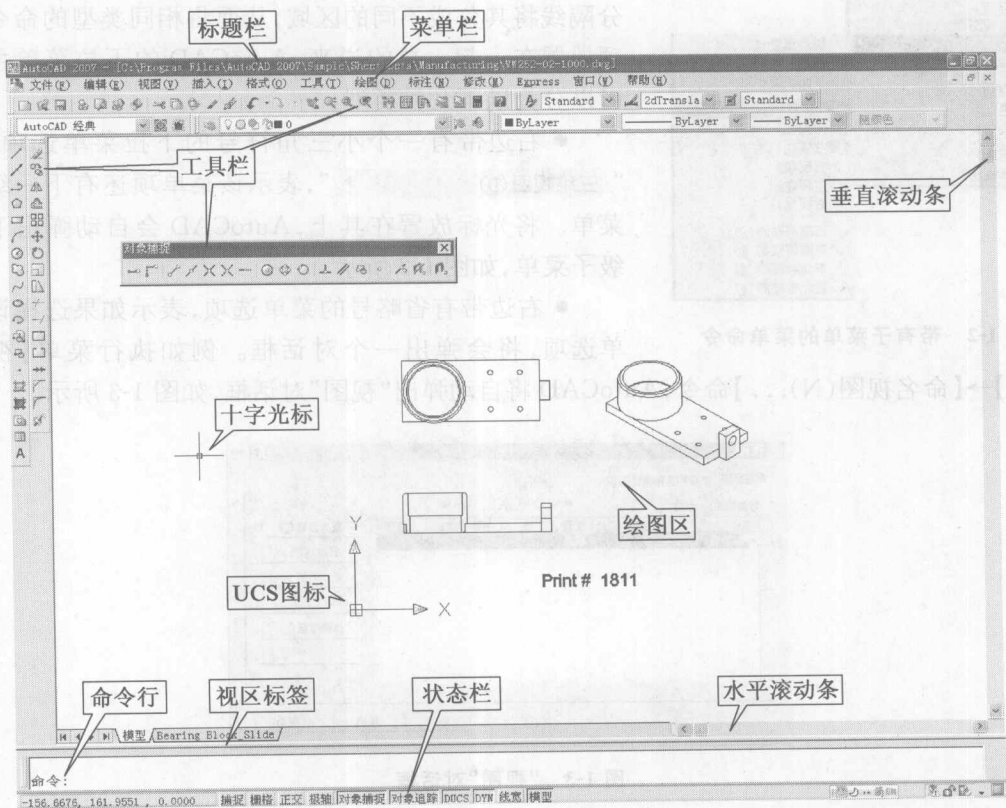 标题栏
菜单栏
AutoCAD 2007 - [C:\Program Files\AutoCAD 2007\Sample\Sheet Sets\Manufacturing\VW252-02-1000.dwg]
文件(F) 编辑(E) 视图(V) 插入(I) 格式(O) 工具(T) 绘图(D) 标注(N) 修改(M) Express 窗口(W) 帮助(H)
Standard 2dTransla Standard
AutoCAD 经典 0 ByLayer ByLayer ByLayer 随颜色
工具栏
垂直滚动条
对象捕捉
A
十字光标
绘图区
Y
UCS图标
X
Print # 1811
命令行
视区标签
状态栏
水平滚动条
模型 Bearing Block_Slide
命令:
-156.6676, 161.9551 , 0.0000 捕捉 栅格 正交 极轴 对象捕捉 对象追踪 DUCS DYN 线宽 模型